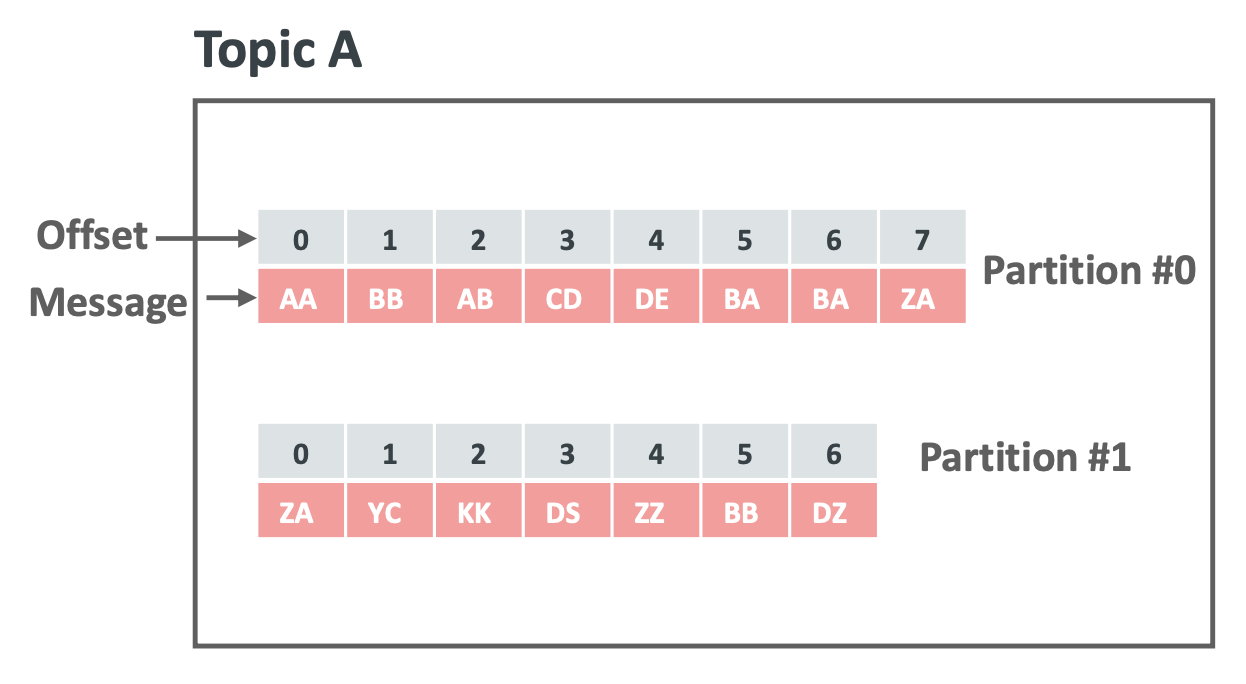 Topic A
Offset 0 1 2 3 4 5 6 7
Partition #0
Message AA BB AB CD DE BA BA ZA
0 1 2 3 4 5 6
Partition #1
ZA YC KK DS ZZ BB DZ